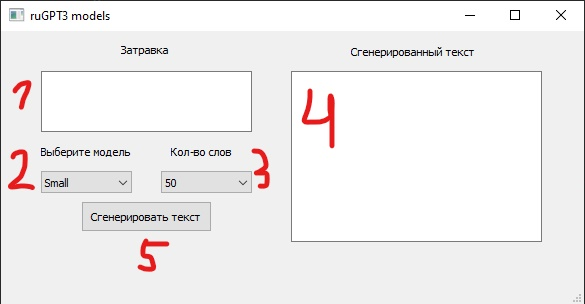 ruGPT3 models
Затравка
Сгенерированный текст
1
4
Выберите модель
Кол-во слов
2
Small
50
3
Сгенерировать текст
5